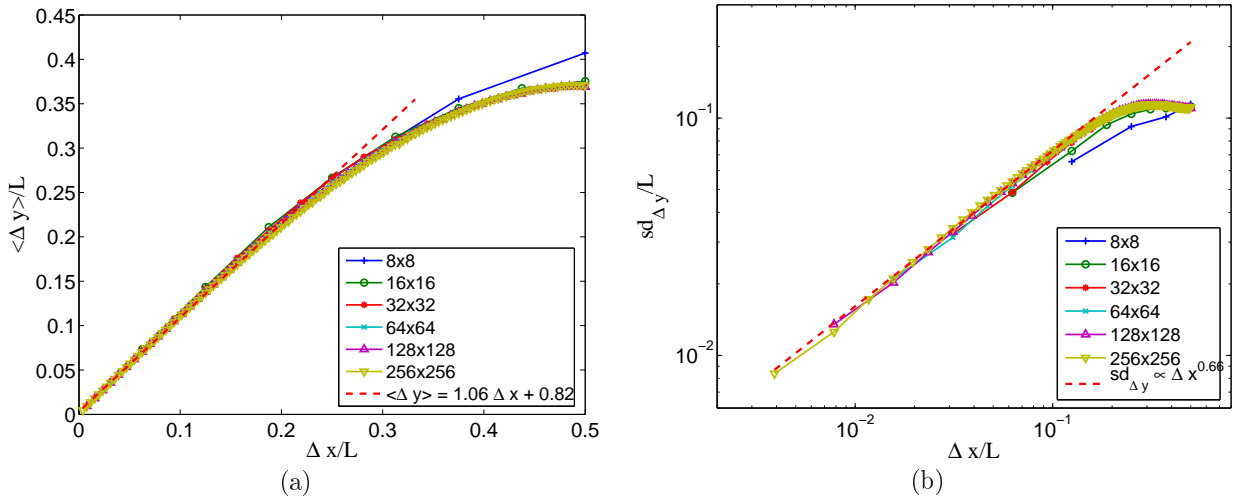 0.45
0.4
0.35
0.3
0.25
0.2
0.15
0.1
0.05
0
0
0.1
0.2
0.3
0.4
0.5
<Δ y>/L
Δ x/L
8x8
16x16
32x32
64x64
128x128
256x256
<Δ y> = 1.06 Δ x + 0.82
(a)
10⁻¹
10⁻²
10⁻²
10⁻¹
sd_Δ y/L
Δ x/L
8x8
16x16
32x32
64x64
128x128
256x256
sd_Δ y ∝ Δ x^0.66
(b)